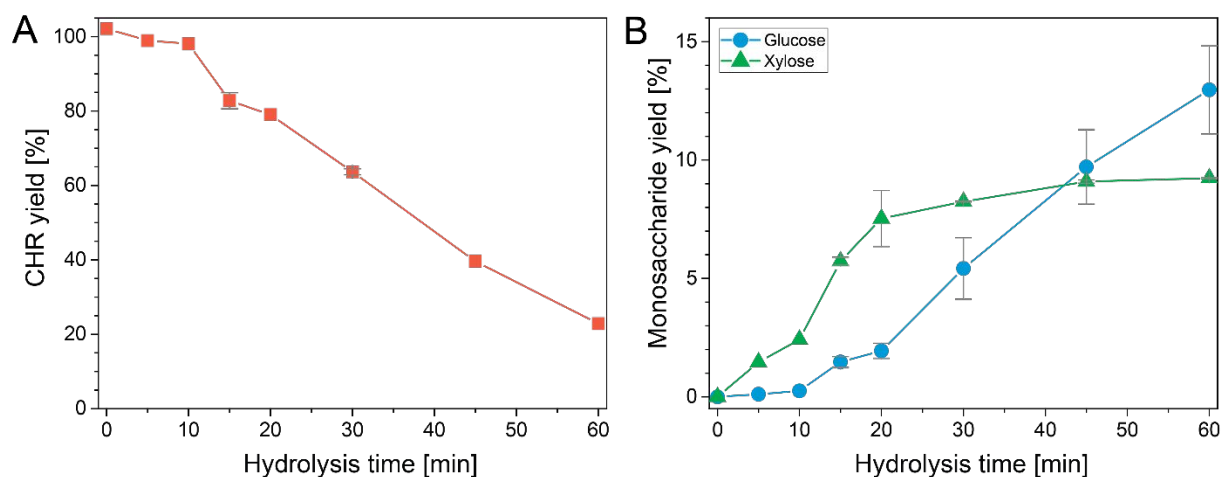 A
CHR yield [%]
100
80
60
40
20
0
0 10 20 30 40 50 60
Hydrolysis time [min]
B
Glucose
Xylose
Monosaccharide yield [%]
15
10
5
0
0 10 20 30 40 50 60
Hydrolysis time [min]